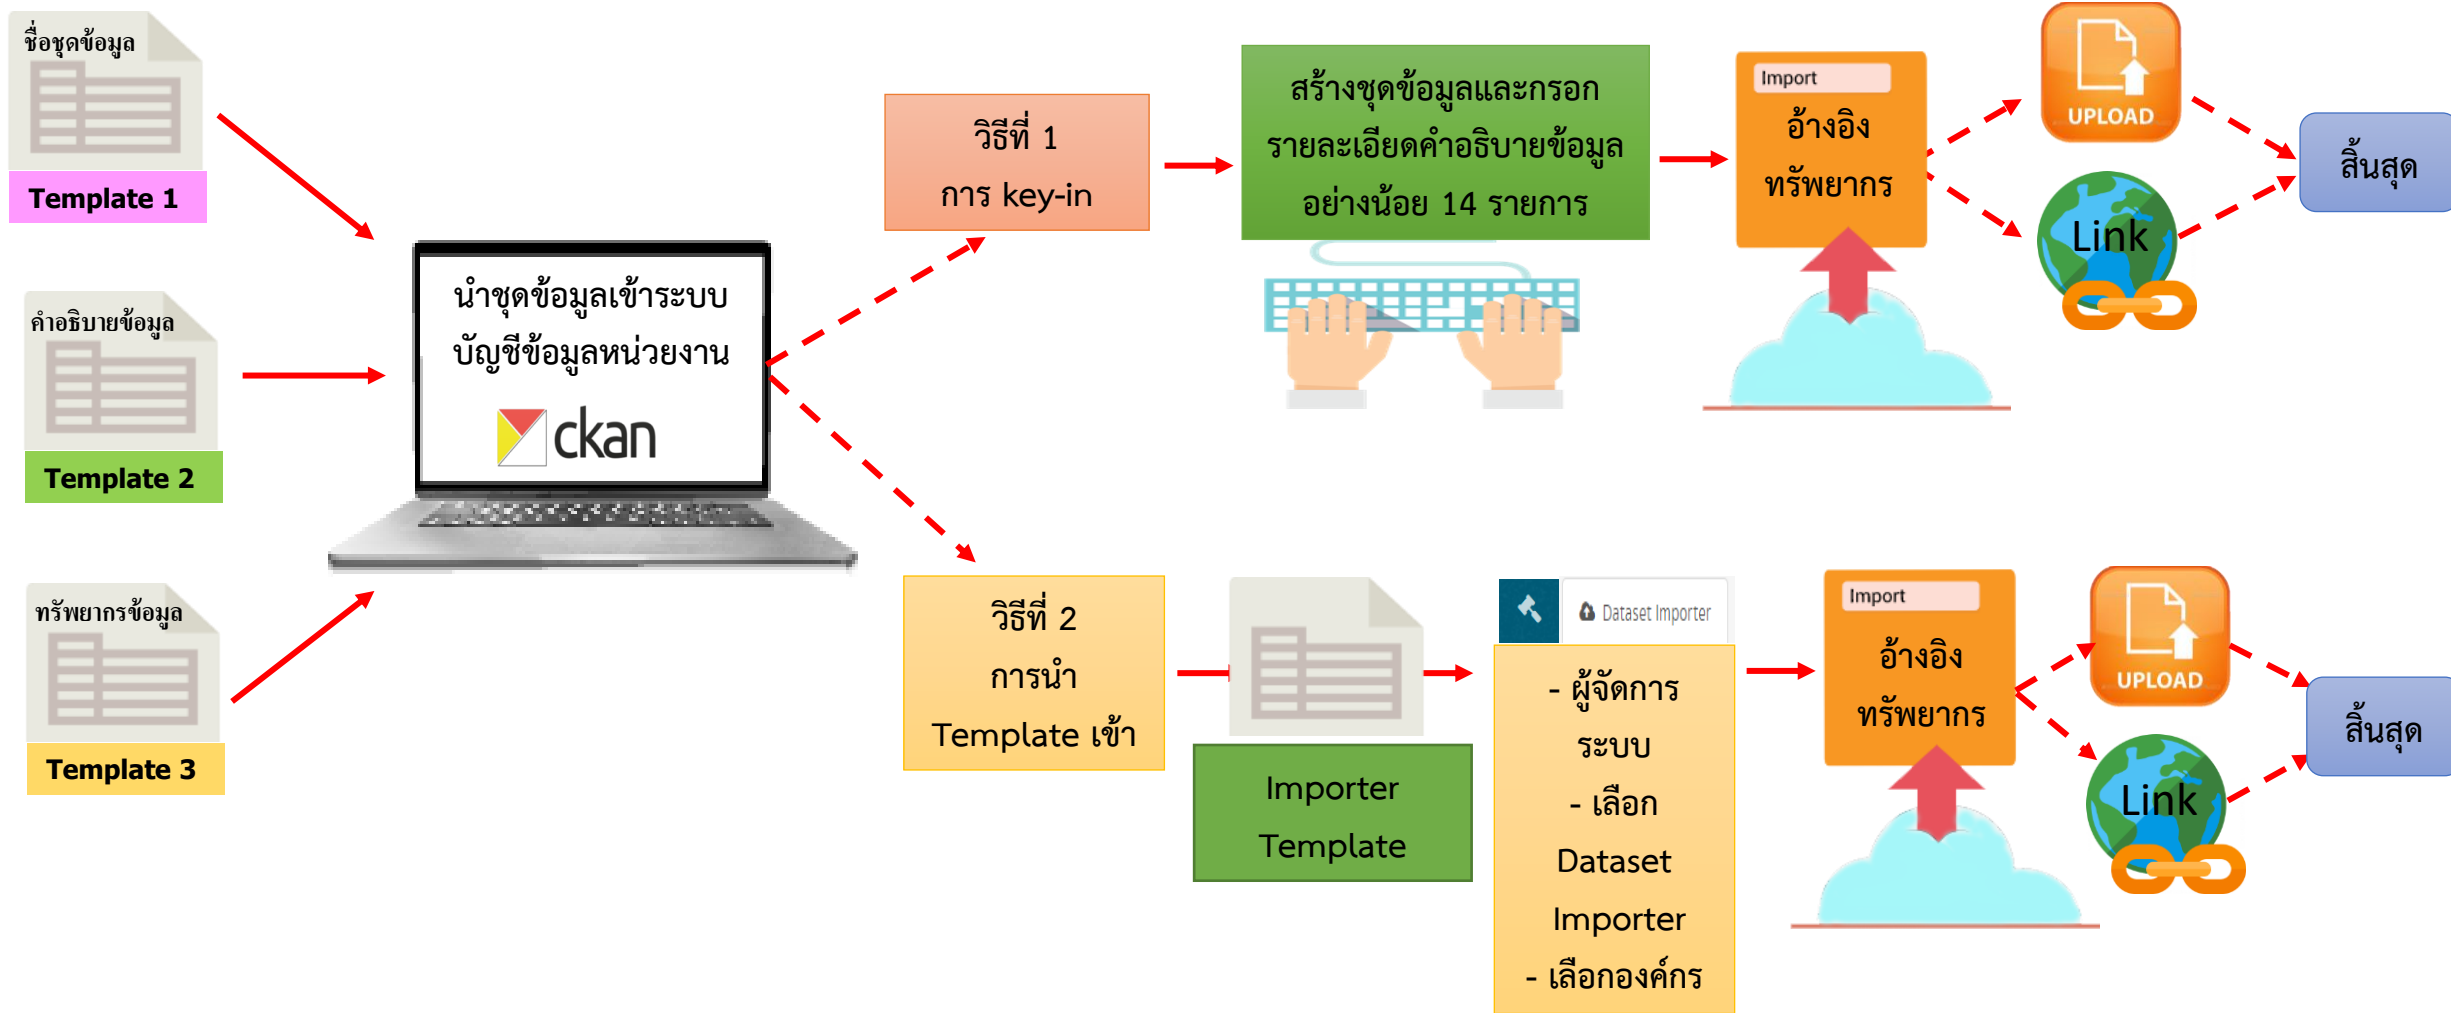 ชื่อชุดข้อมูล
Template 1
คำอธิบายข้อมูล
Template 2
ทรัพยากรข้อมูล
Template 3
นำชุดข้อมูลเข้าระบบ
บัญชีข้อมูลหน่วยงาน
ckan
วิธีที่ 1
การ key-in
สร้างชุดข้อมูลและกรอก
รายละเอียดคำอธิบายข้อมูล
อย่างน้อย 14 รายการ
Import
อ้างอิง
ทรัพยากร
UPLOAD
Link
สิ้นสุด
วิธีที่ 2
การนำ
Template เข้า
Importer
Template
Dataset Importer
- ผู้จัดการ
ระบบ
- เลือก
Dataset
Importer
- เลือกองค์กร
Import
อ้างอิง
ทรัพยากร
UPLOAD
Link
สิ้นสุด